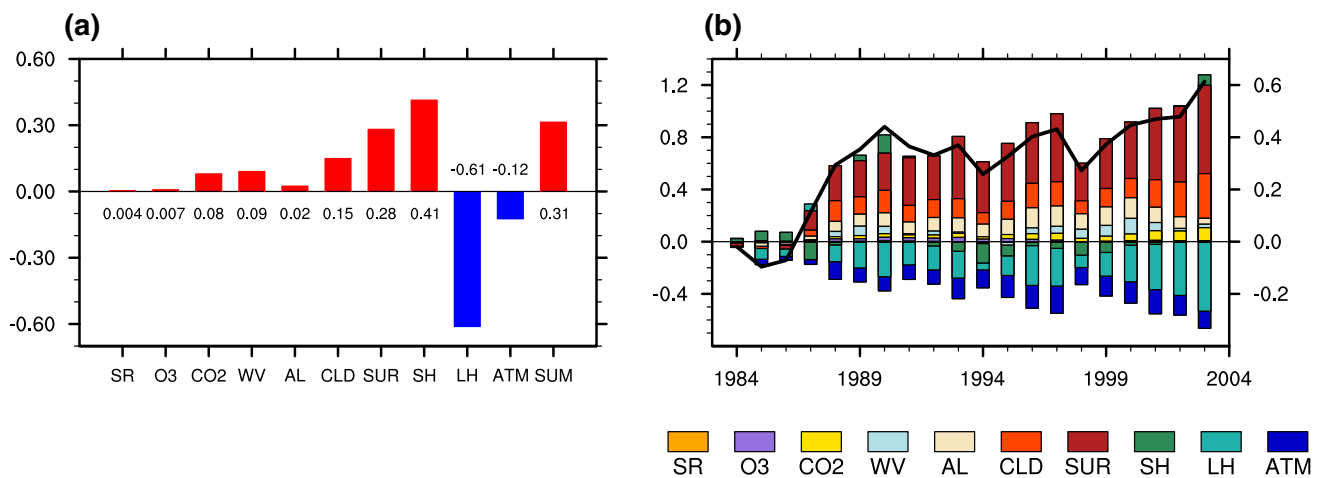 (a)
0.60
0.30
0.00
-0.30
-0.60
-0.61 -0.12
0.004 0.007 0.08 0.09 0.02 0.15 0.28 0.41 0.31
SR O3 CO2 WV AL CLD SUR SH LH ATM SUM
(b)
1.2
0.8
0.4
0.0
-0.4
0.6
0.4
0.2
0.0
-0.2
1984 1989 1994 1999 2004
SR O3 CO2 WV AL CLD SUR SH LH ATM